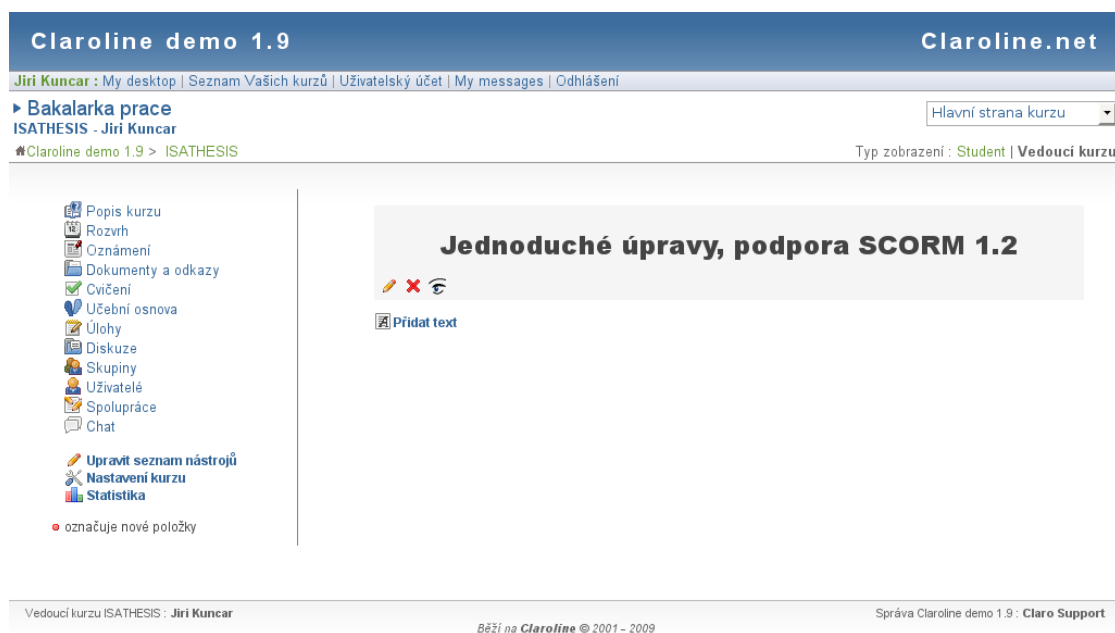 Claroline demo 1.9 Claroline.net
Jiri Kuncar : My desktop | Seznam Vašich kurzů | Uživatelský účet | My messages | Odhlášení
Bakalarka prace
Hlavní strana kurzu
ISATHESIS - Jiri Kuncar
Claroline demo 1.9 > ISATHESIS
Typ zobrazení : Student | Vedoucí kurzu
Popis kurzu
Rozvrh
Oznámení
Dokumenty a odkazy
Cvičení
Učební osnova
Úlohy
Diskuze
Skupiny
Uživatelé
Spolupráce
Chat
Upravit seznam nástrojů
Nastavení kurzu
Statistika
označuje nové položky
Jednoduché úpravy, podpora SCORM 1.2
Přidat text
Vedoucí kurzu ISATHESIS : Jiri Kuncar
Správa Claroline demo 1.9 : Claro Support
Běží na Claroline © 2001 - 2009